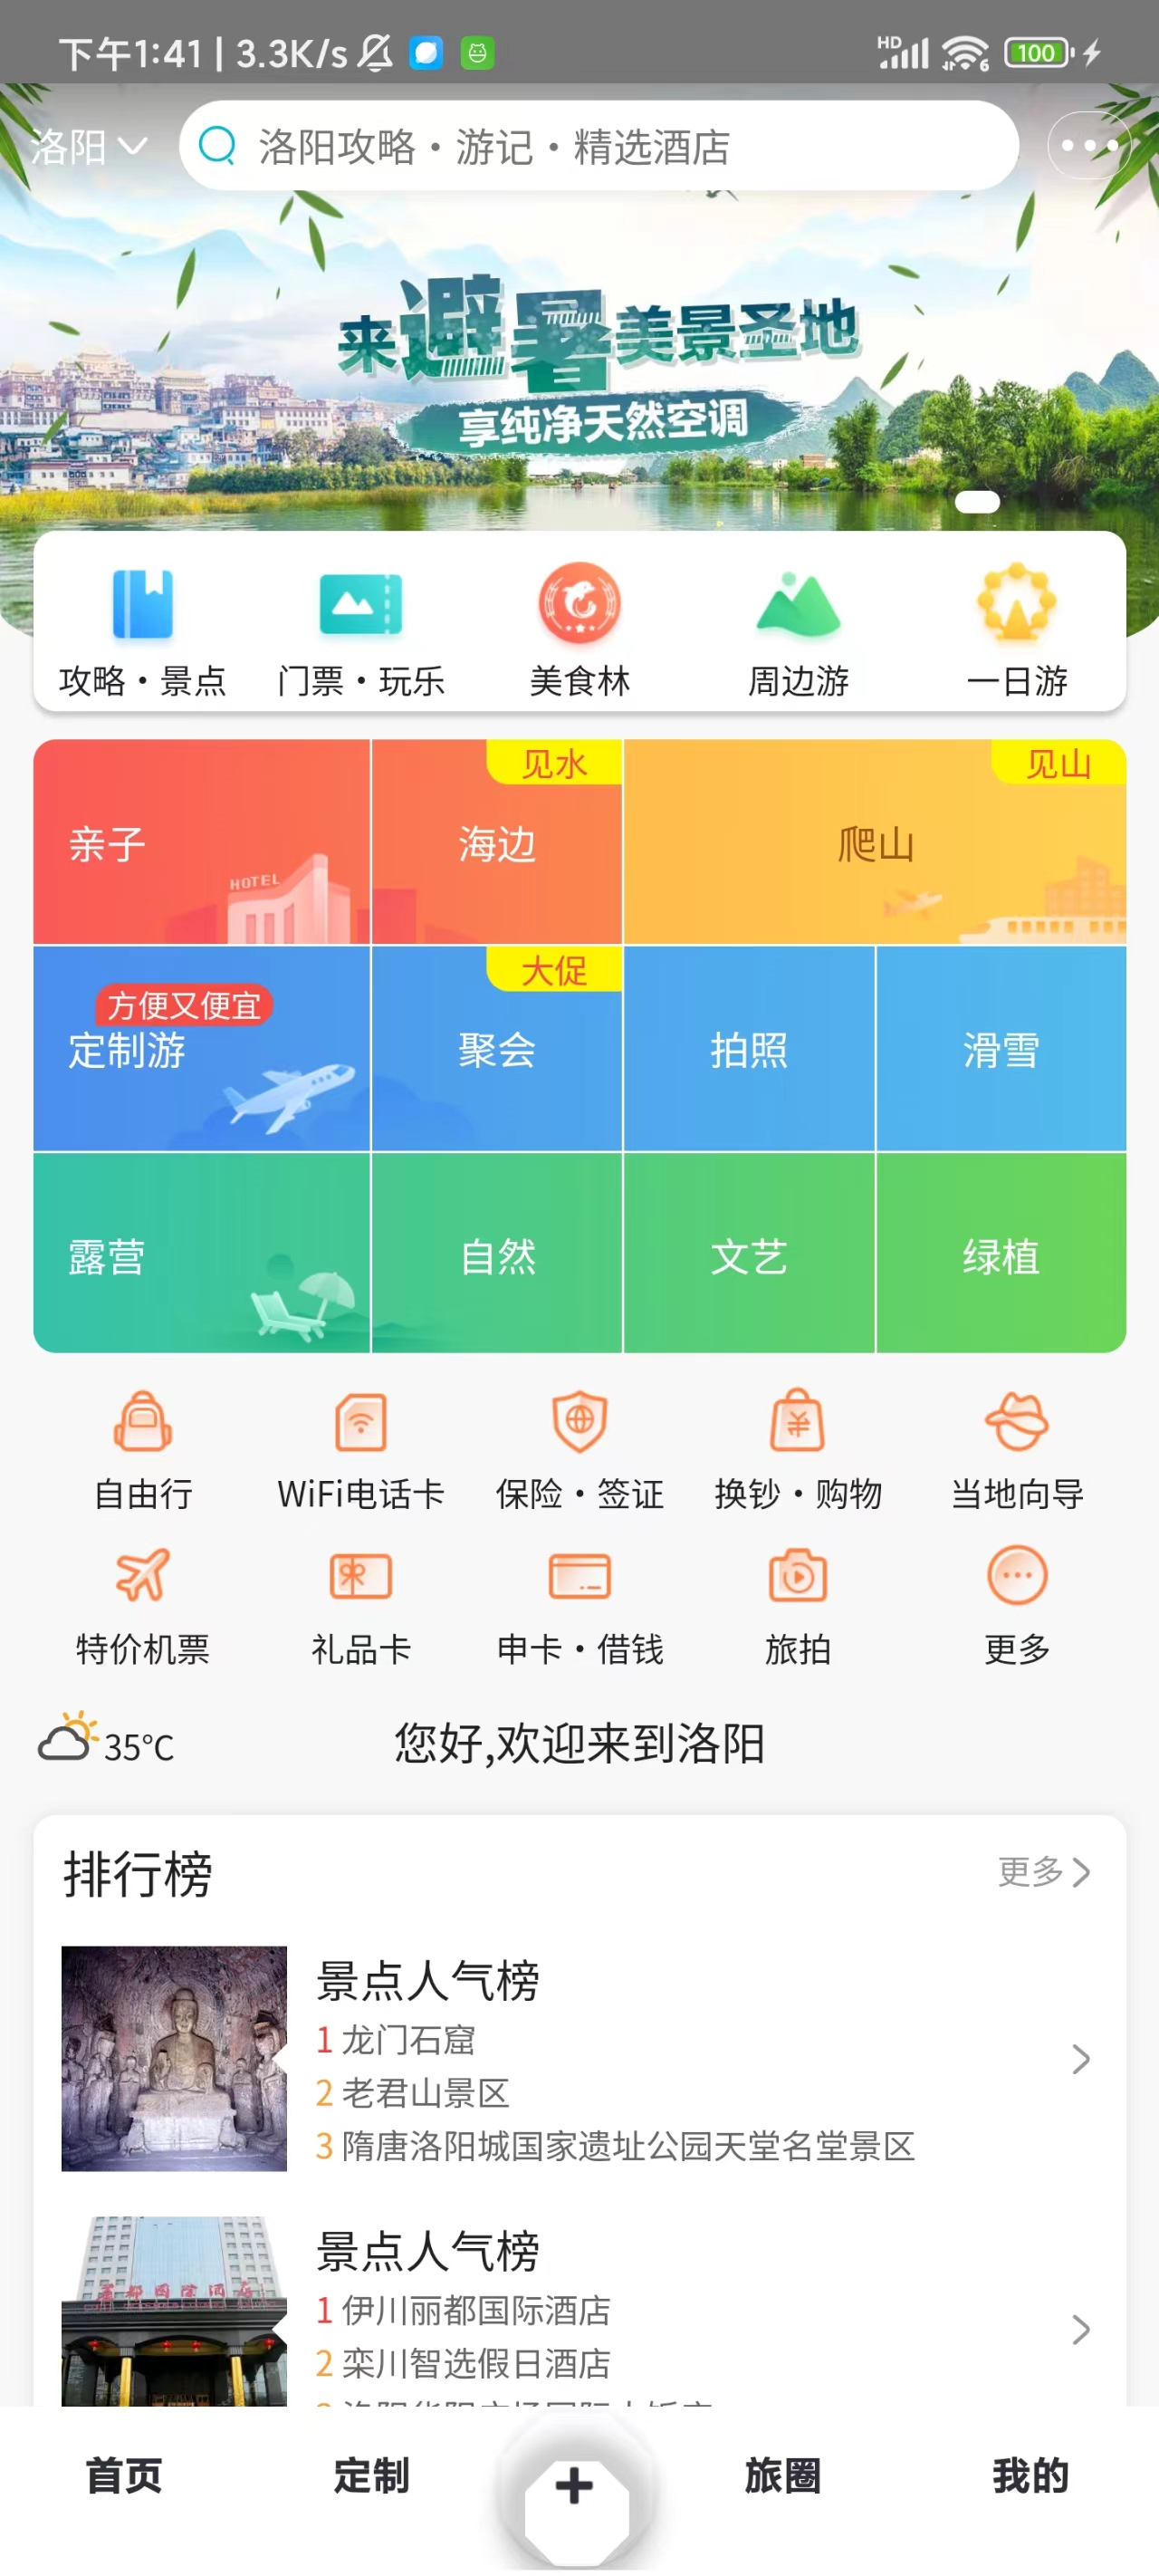 下午1:41 | 3.3K/s
HD
6
100
洛阳
洛阳攻略·游记·精选酒店
来避暑美景圣地
享纯净天然空调
攻略·景点
门票·玩乐
美食林
周边游
一日游
亲子
HOTEL
见水
海边
见山
爬山
方便又便宜
定制游
大促
聚会
拍照
滑雪
露营
自然
文艺
绿植
自由行
WiFi电话卡
保险·签证
换钞·购物
当地向导
特价机票
礼品卡
申卡·借钱
旅拍
更多
35℃
您好,欢迎来到洛阳
排行榜
更多
景点人气榜
1 龙门石窟
2 老君山景区
3 隋唐洛阳城国家遗址公园天堂名堂景区
景点人气榜
1 伊川丽都国际酒店
2 栾川智选假日酒店
首页
定制
旅圈
我的